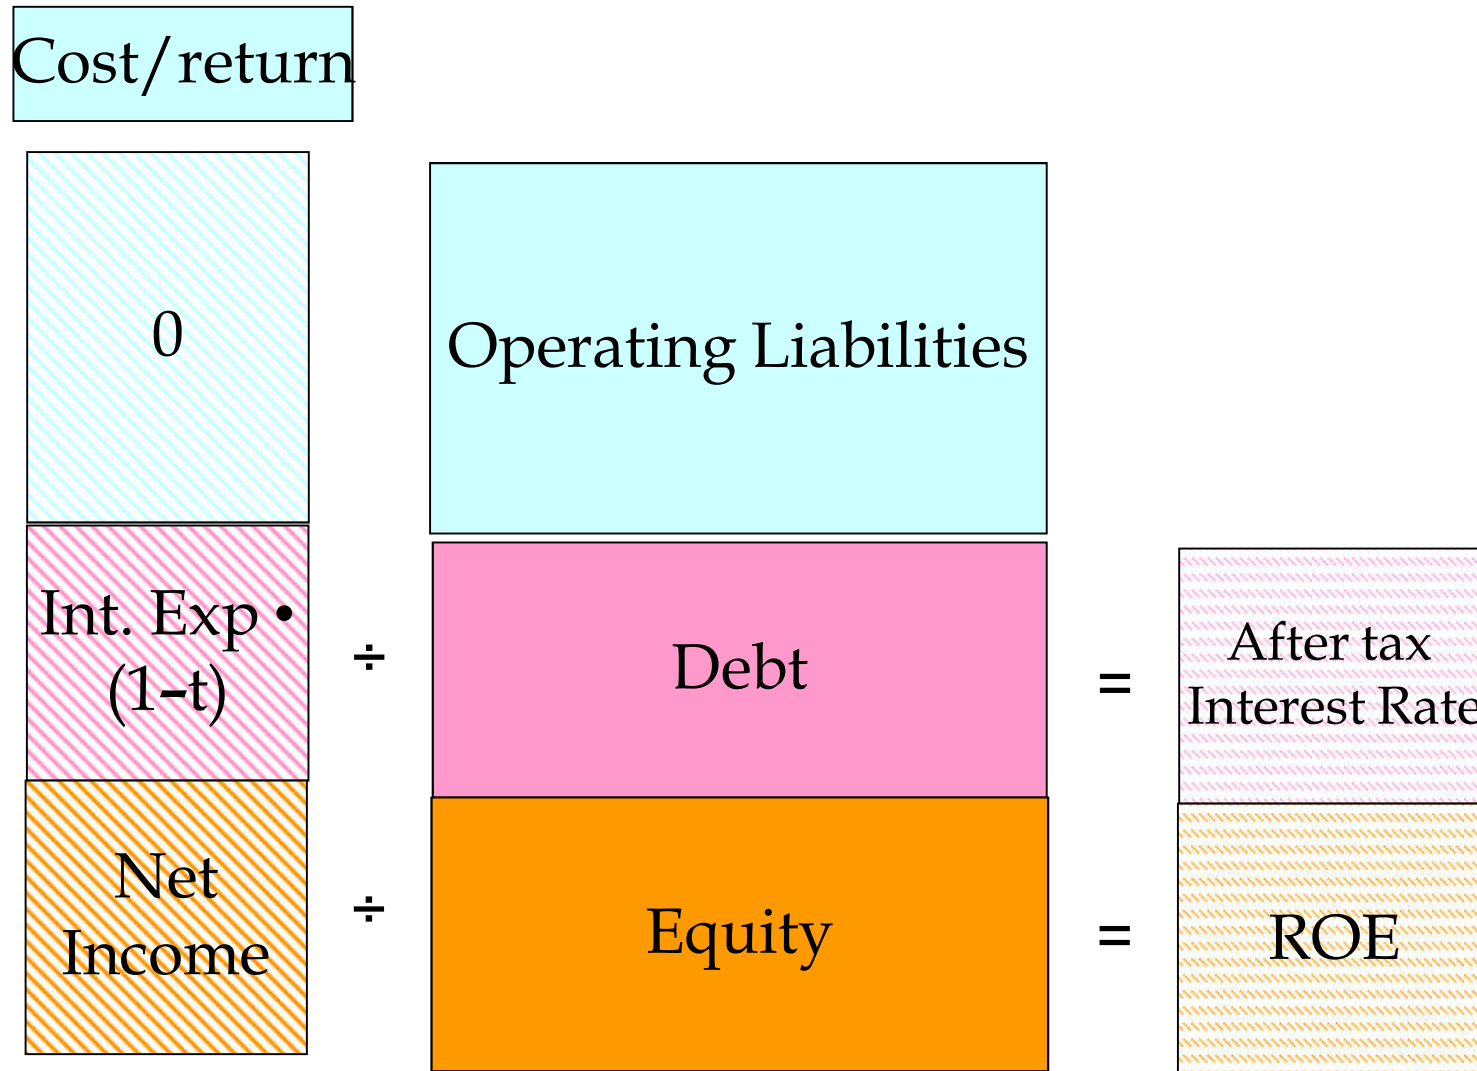 Cost/return
0
Operating Liabilities
Int. Exp •
(1-t)
÷
Debt
=
After tax
Interest Rate
Net
Income
÷
Equity
=
ROE